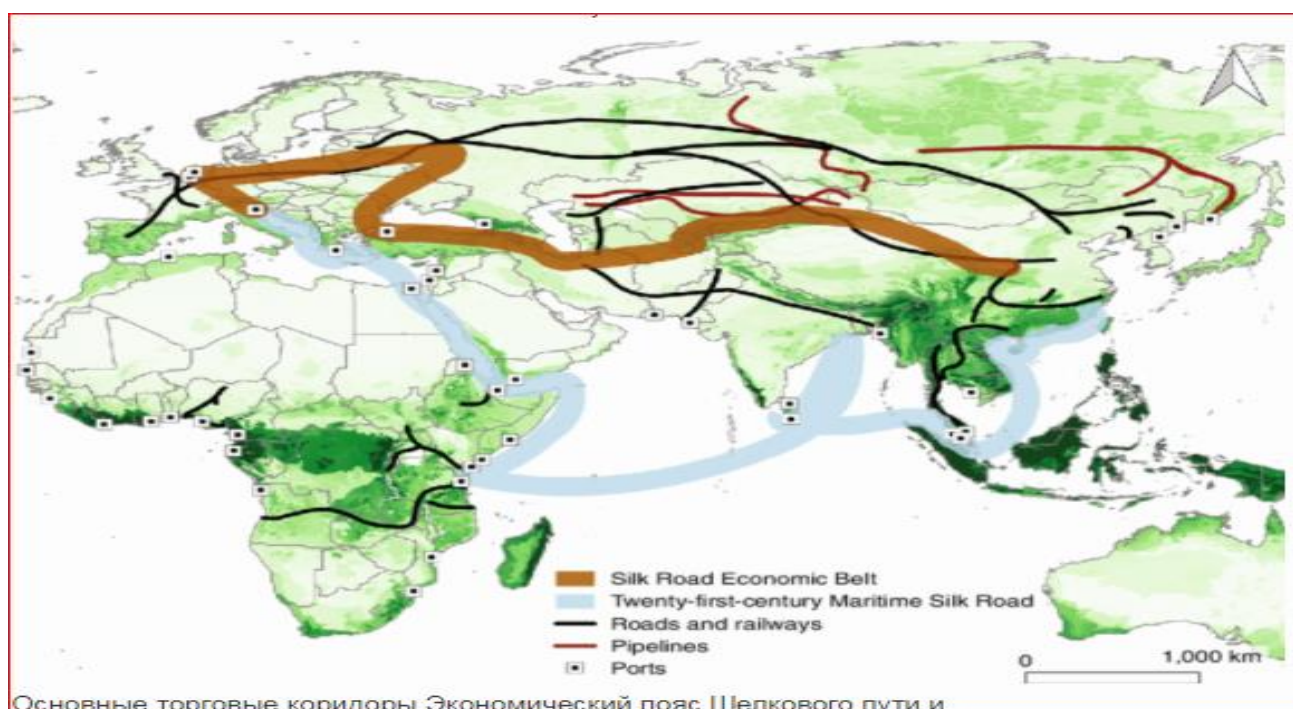 Silk Road Economic Belt
Twenty-first-century Maritime Silk Road
Roads and railways
Pipelines
Ports
0 1,000 km
Основные торговые коридоры Экономический пояс Шелкового пути и